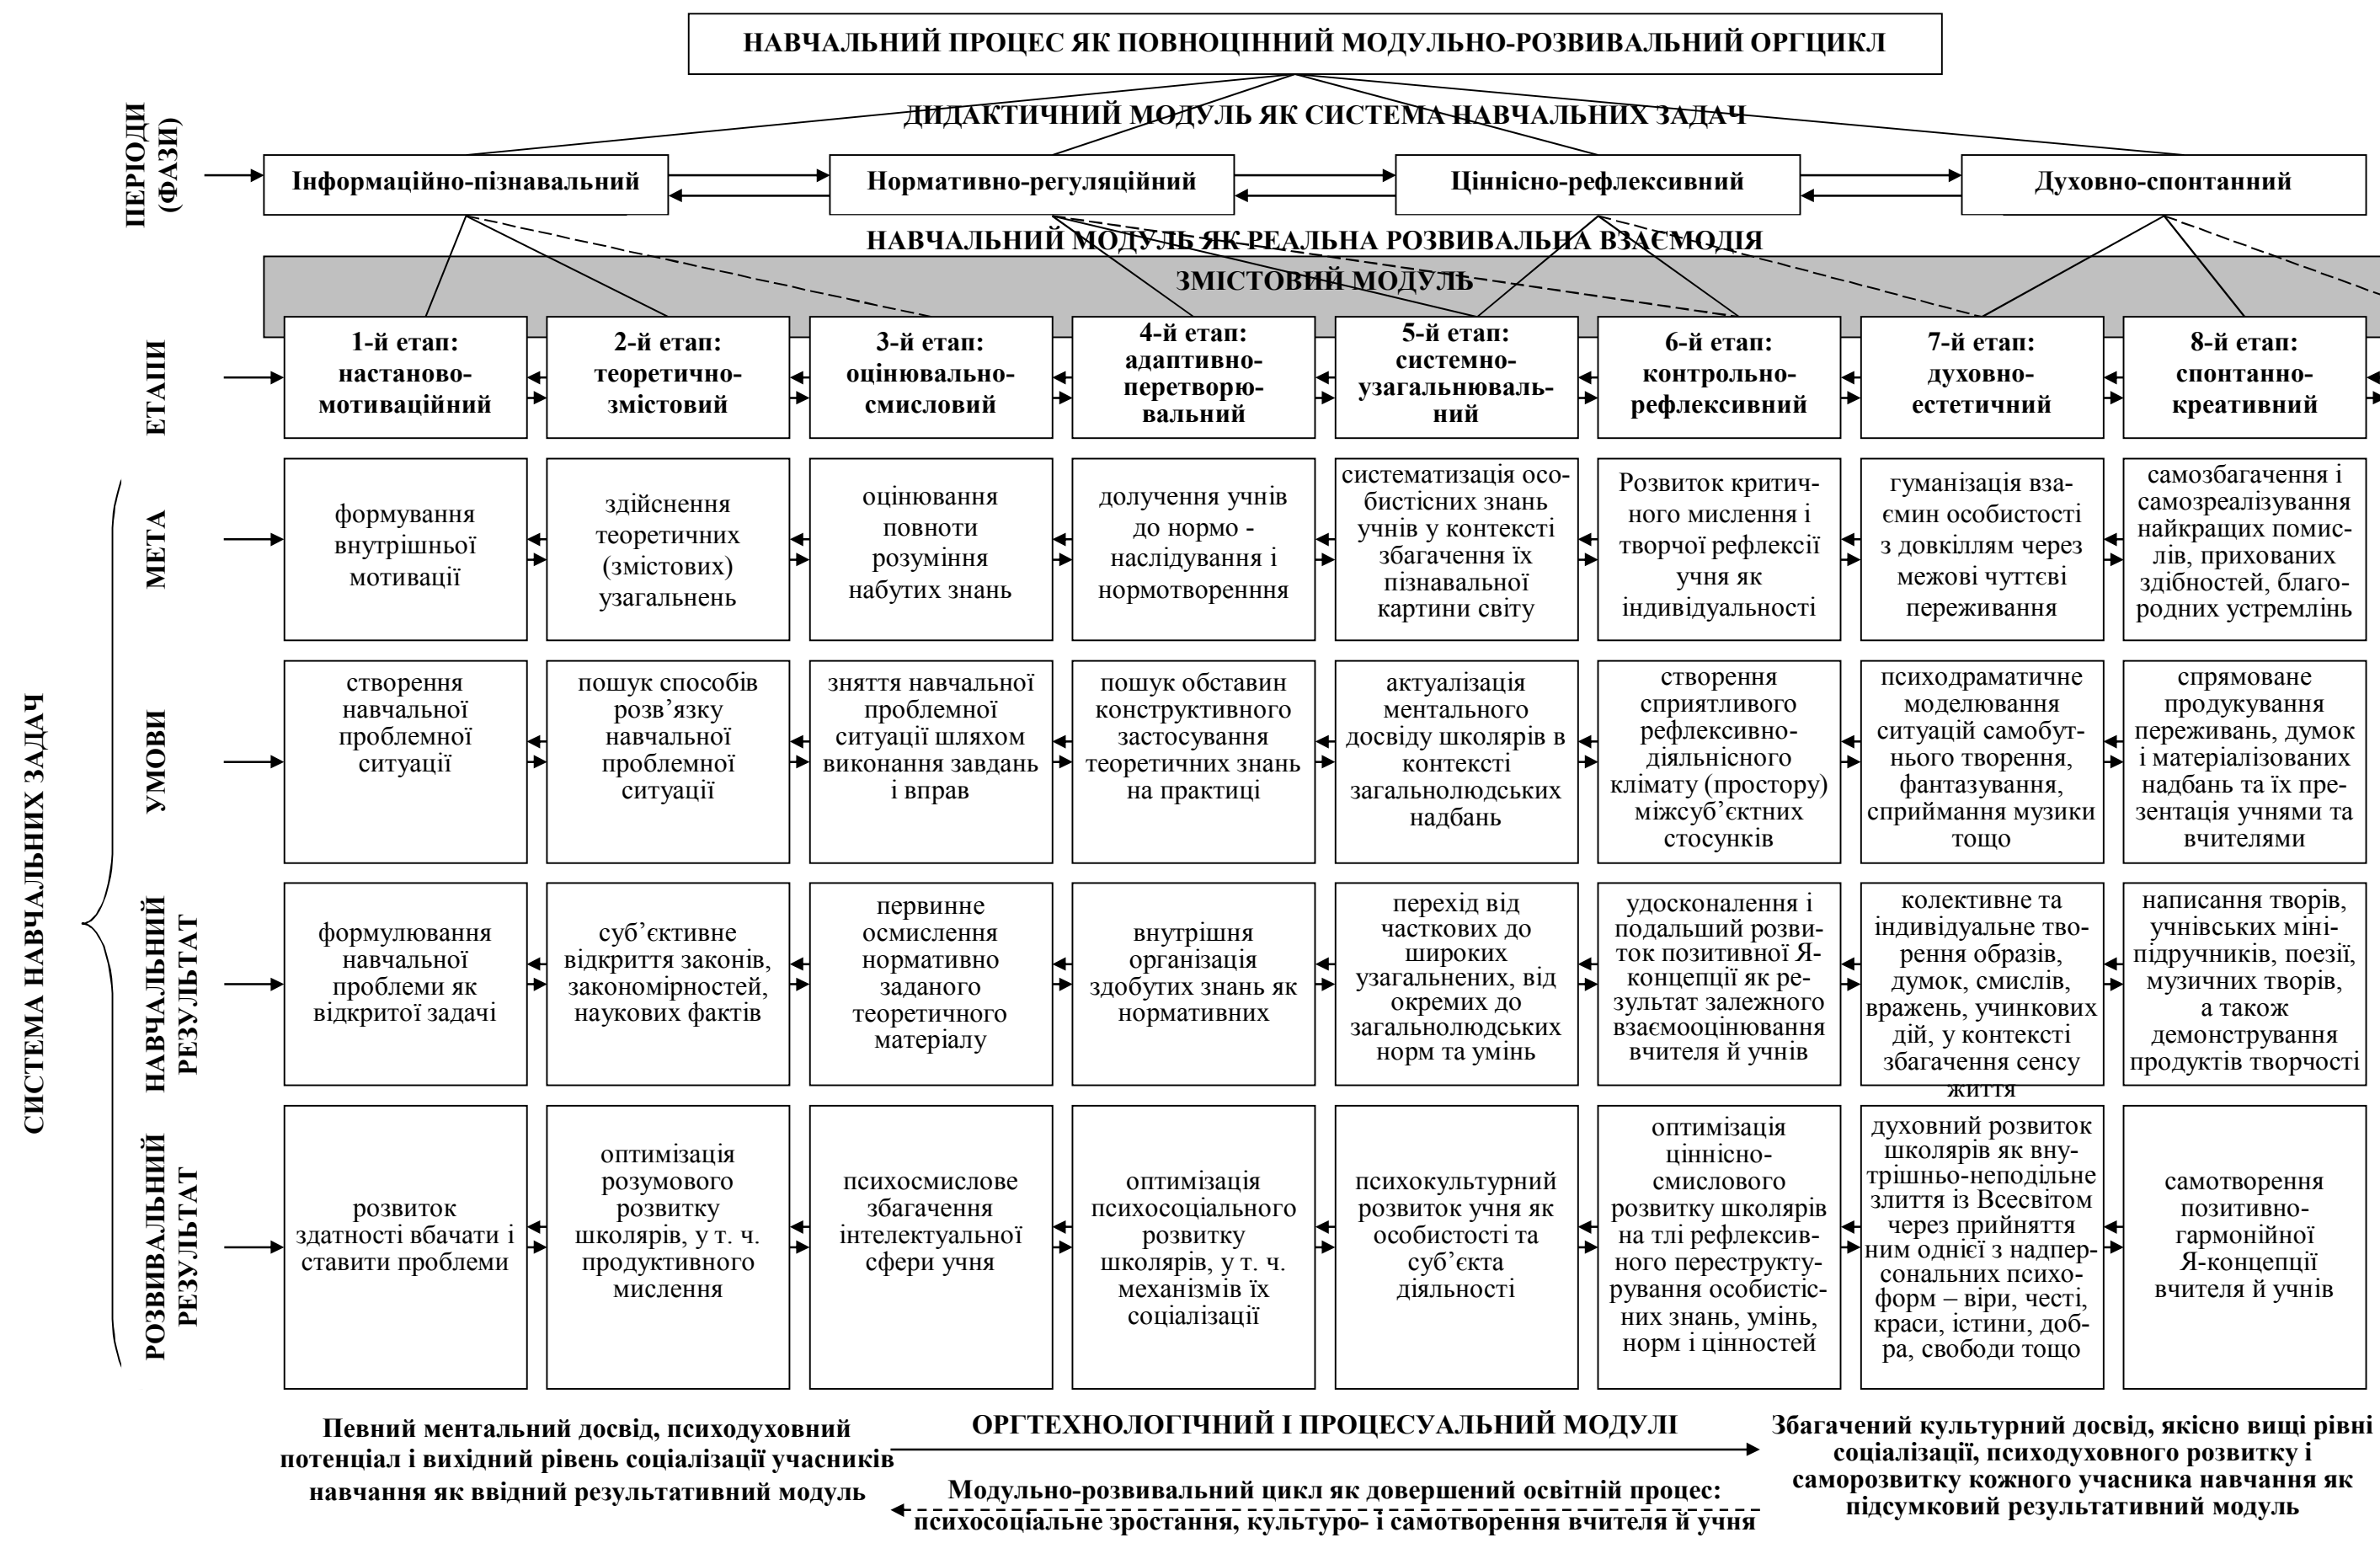 НАВЧАЛЬНИЙ ПРОЦЕС ЯК ПОВНОЦІННИЙ МОДУЛЬНО-РОЗВИВАЛЬНИЙ ОРГЦИКЛ
ДИДАКТИЧНИЙ МОДУЛЬ ЯК СИСТЕМА НАВЧАЛЬНИХ ЗАДАЧ
ПЕРІОДИ
(ФАЗИ)
Інформаційно-пізнавальний
Нормативно-регуляційний
Ціннісно-рефлексивний
Духовно-спонтанний
НАВЧАЛЬНИЙ МОДУЛЬ ЯК РЕАЛЬНА РОЗВИВАЛЬНА ВЗАЄМОДІЯ
ЗМІСТОВИЙ МОДУЛЬ
ЕТАПИ
1-й етап:
настаново-
мотиваційний
2-й етап:
теоретично-
змістовий
3-й етап:
оцінювально-
смисловий
4-й етап:
адаптивно-
перетворю-
вальний
5-й етап:
системно-
узагальнюваль-
ний
6-й етап:
контрольно-
рефлексивний
7-й етап:
духовно-
естетичний
8-й етап:
спонтанно-
креативний
СИСТЕМА НАВЧАЛЬНИХ ЗАДАЧ
МЕТА
формування
внутрішньої
мотивації
здійснення
теоретичних
(змістових)
узагальнень
оцінювання
повноти
розуміння
набутих знань
долучення учнів
до нормо -
наслідування і
нормотворенння
систематизація осо-
бистісних знань
учнів у контексті
збагачення їх
пізнавальної
картини світу
Розвиток критич-
ного мислення і
творчої рефлексії
учня як
індивідуальності
гуманізація вза-
ємин особистості
з довкіллям через
межові чуттєві
переживання
самозбагачення і
самозреалізування
найкращих помис-
лів, прихованих
здібностей, благо-
родних устремлінь
УМОВИ
створення
навчальної
проблемної
ситуації
пошук способів
розв’язку
навчальної
проблемної
ситуації
зняття навчальної
проблемної
ситуації шляхом
виконання завдань
і вправ
пошук обставин
конструктивного
застосування
теоретичних знань
на практиці
актуалізація
ментального
досвіду школярів в
контексті
загальнолюдських
надбань
створення
сприятливого
рефлексивно-
діяльнісного
клімату (простору)
міжсуб’єктних
стосунків
психодраматичне
моделювання
ситуацій самобут-
нього творення,
фантазування,
сприймання музики
тощо
спрямоване
продукування
переживань, думок
і матеріалізованих
надбань та їх пре-
зентація учнями та
вчителями
НАВЧАЛЬНИЙ
РЕЗУЛЬТАТ
формулювання
навчальної
проблеми як
відкритої задачі
суб’єктивне
відкриття законів,
закономірностей,
наукових фактів
первинне
осмислення
нормативно
заданого
теоретичного
матеріалу
внутрішня
організація
здобутих знань як
нормативних
перехід від
часткових до
широких
узагальнених, від
окремих до
загальнолюдських
норм та умінь
удосконалення і
подальший розви-
ток позитивної Я-
концепції як ре-
зультат залежного
взаємооцінювання
вчителя й учнів
колективне та
індивідуальне тво-
рення образів,
думок, смислів,
вражень, учинкових
дій, у контексті
збагачення сенсу
життя
написання творів,
учнівських міні-
підручників, поезії,
музичних творів,
а також
демонстрування
продуктів творчості
РОЗВИВАЛЬНИЙ
РЕЗУЛЬТАТ
розвиток
здатності вбачати і
ставити проблеми
оптимізація
розумового
розвитку
школярів, у т. ч.
продуктивного
мислення
психосмислове
збагачення
інтелектуальної
сфери учня
оптимізація
психосоціального
розвитку
школярів, у т. ч.
механізмів їх
соціалізації
психокультурний
розвиток учня як
особистості та
суб’єкта
діяльності
оптимізація
ціннісно-
смислового
розвитку школярів
на тлі рефлексив-
ного переструкту-
рування особистіс-
них знань, умінь,
норм і цінностей
духовний розвиток
школярів як вну-
трішньо-неподільне
злиття із Всесвітом
через прийняття
ним однієї з надпер-
сональних психо-
форм – віри, честі,
краси, істини, доб-
ра, свободи тощо
самотворення
позитивно-
гармонійної
Я-концепції
вчителя й учнів
Певний ментальний досвід, психодуховний
потенціал і вихідний рівень соціалізації учасників
навчання як ввідний результативний модуль
ОРГТЕХНОЛОГІЧНИЙ І ПРОЦЕСУАЛЬНИЙ МОДУЛІ
Модульно-розвивальний цикл як довершений освітній процес:
психосоціальне зростання, культуро- і самотворення вчителя й учня
Збагачений культурний досвід, якісно вищі рівні
соціалізації, психодуховного розвитку і
саморозвитку кожного учасника навчання як
підсумковий результативний модуль